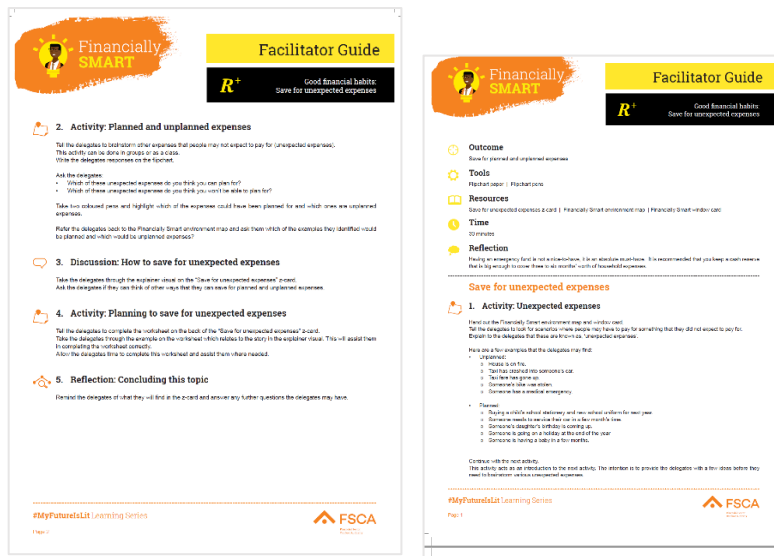 Financially
SMART
Facilitator Guide
R+
Good financial habits:
Save for unexpected expenses
2. Activity: Planned and unplanned expenses
Tell the delegates to brainstorm other expenses that people may not expect to pay for (unexpected expenses).
This activity can be done in groups or as a class.
Write the delegates responses on the flipchart.
Ask the delegates:
• Which of these unexpected expenses do you think you can plan for?
• Which of these unexpected expenses do you think you won't be able to plan for?
Take two coloured pens and highlight which of the expenses could have been planned for and which ones are unplanned
expenses.
Refer the delegates back to the Financially Smart environment map and ask them which of the examples they identified would
be planned and which would be unplanned expenses?
3. Discussion: How to save for unexpected expenses
Take the delegates through the explainer visual on the "Save for unexpected expenses" z-card.
Ask the delegates if they can think of other ways that they can save for planned and unplanned expenses
4. Activity: Planning to save for unexpected expenses
Tell the delegates to complete the worksheet on the back of the "Save for unexpected expenses" z-card.
Take the delegates through the example on the worksheet which relates to the story in the explainer visual. This will assist them
in completing the worksheet correctly.
Allow the delegates time to complete this worksheet and assist them where needed.
5. Reflection: Concluding this topic
Remind the delegates of what they will find in the z-card and answer any further questions the delegates may have.
#MyFutureIsLit Learning Series
Page 2
FSCA
Financially
SMART
Facilitator Guide
R+
Good financial habits:
Save for unexpected expenses
Outcome
Save for planned and unplanned expenses
Tools
Flipchart paper | Flipchart pens
Resources
Save for unexpected expenses z-card | Financially Smart environment map | Financially Smart window card
Time
30 minutes
Reflection
Having an emergency fund is not a nice-to-have, it is an absolute must-have. It is recommended that you keep a cash reserve
that is big enough to cover three to six months' worth of household expenses.
Save for unexpected expenses
1. Activity: Unexpected expenses
Hand out the Financially Smart environment map and window card.
Tell the delegates to look for scenarios where people may have to pay for something that they did not expect to pay for.
Explain to the delegates that these are known as 'unexpected expenses'.
Here are a few examples that the delegates may find:
• Unplanned:
o House is on fire.
o Taxi has crashed into someone's car.
o Taxi fare has gone up.
o Someone's bike was stolen.
o Someone has a medical emergency
• Planned:
o Buying a child's school stationery and new school uniform for next year.
o Someone needs to service their car in a few month's time.
o Someone's daughter's birthday is coming up.
o Someone is going on a holiday at the end of the year
o Someone is having a baby in a few months.
Continue with the next activity.
This activity acts as an introduction to the next activity. The intention is to provide the delegates with a few ideas before they
need to brainstorm various unexpected expenses.
#MyFutureIsLit Learning Series
Page 1
FSCA